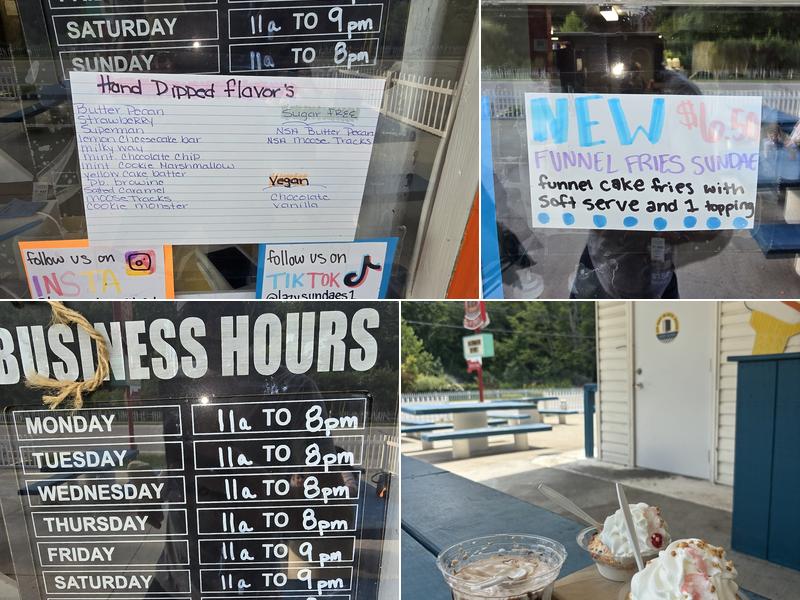 SATURDAY 11a TO 9pm
SUNDAY 8pm
Hand Dipped flavor's
Butter Pecan
Strawberry
Superman
lemon cheesecake bar
milky way
mint chocolate chip
mint cookie Marshmallow
yellow cake batter
Pb. browine
Salted caramel
moose Tracks
cookie monster
Sugar FREE
NSA Butter Pecan
NSA Moose Tracks
Vegan
Chocolate
vanilla
follow us on
INSTA
follow us on
TIKTOK
@lazysundaes1
NEW $6.50
FUNNEL FRIES SUNDAE
funnel cake fries with
Soft serve and 1 topping
BUSINESS HOURS
MONDAY 11a TO 8pm
TUESDAY 11a TO 8pm
WEDNESDAY 11a TO 8pm
THURSDAY 11a TO 8pm
FRIDAY 11a TO 9pm
SATURDAY 11a TO 9pm